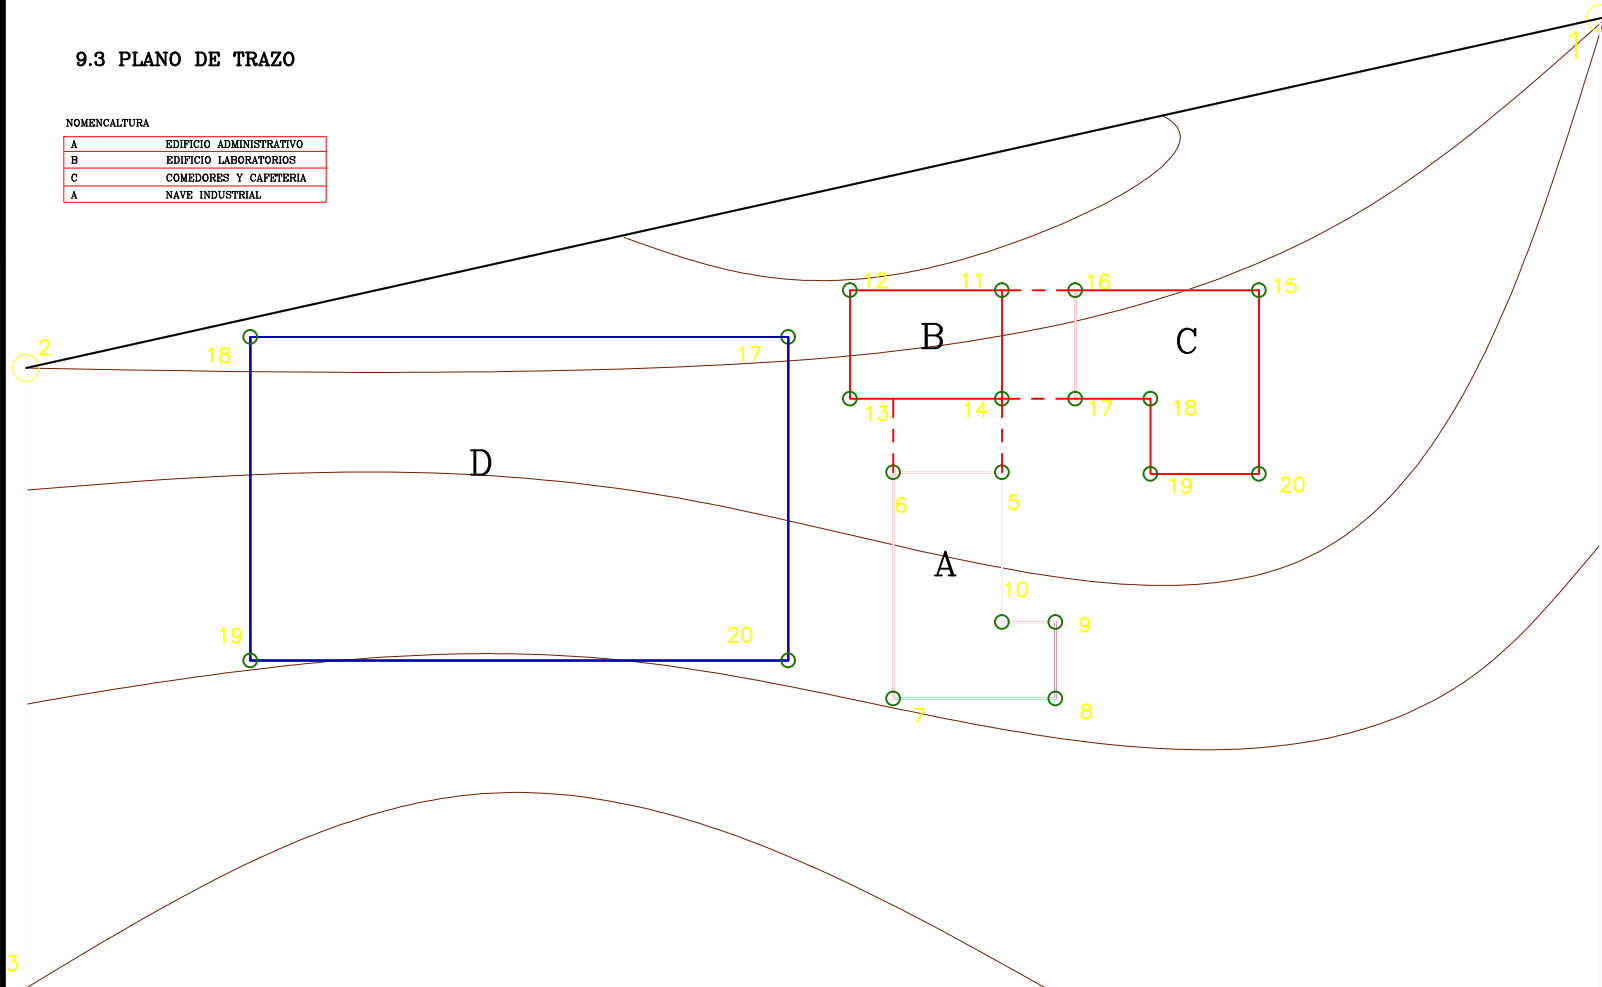 1
9.3 PLANO DE TRAZO
NOMENCALTURA
A EDIFICIO ADMINISTRATIVO
B EDIFICIO LABORATORIOS
C COMEDORES Y CAFETERIA
A NAVE INDUSTRIAL
12 11 16 15
2 18 17 B C
13 14 17 18
D 19 20
6 5
A
10
19 20 9
7 8
3